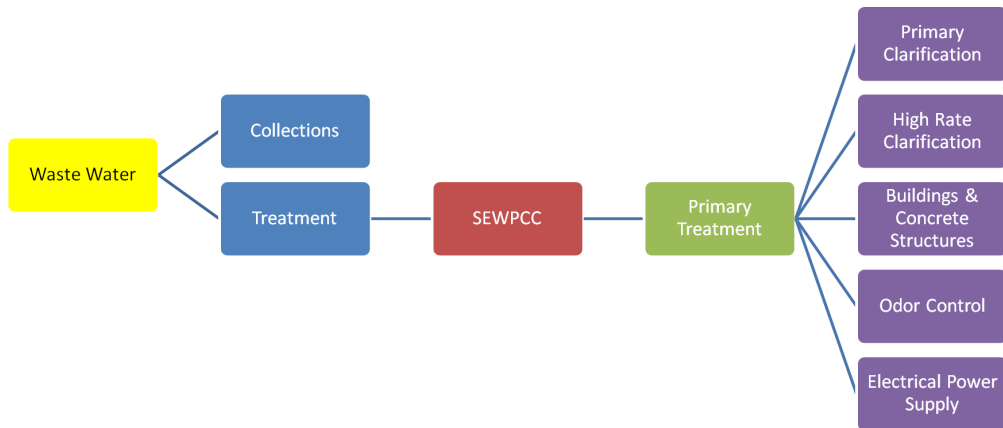 Waste Water
Collections
Treatment
SEWPCC
Primary
Treatment
Primary
Clarification
High Rate
Clarification
Buildings &
Concrete
Structures
Odor Control
Electrical Power
Supply